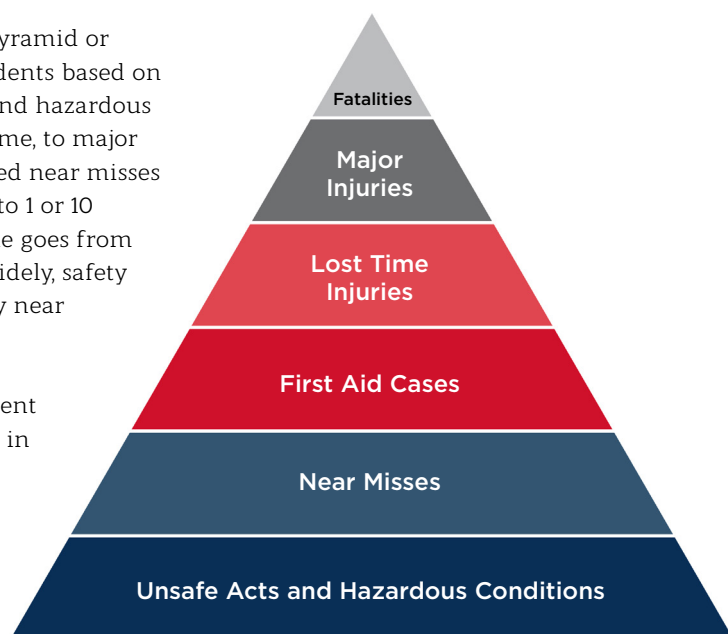 yramid or
dents based on
nd hazardous
me, to major
ed near misses
to 1 or 10
e goes from
idely, safety
y near
ent
in
Fatalities
Major
Injuries
Lost Time
Injuries
First Aid Cases
Near Misses
Unsafe Acts and Hazardous Conditions